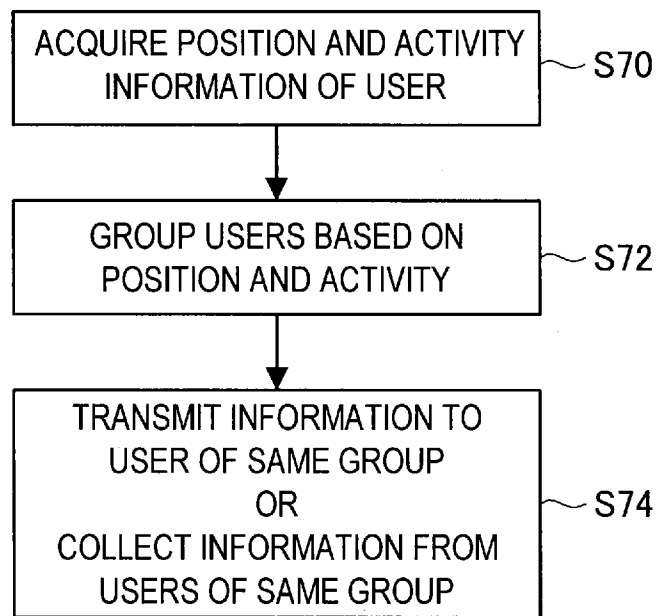 ACQUIRE POSITION AND ACTIVITY
INFORMATION OF USER
S70
GROUP USERS BASED ON
POSITION AND ACTIVITY
S72
TRANSMIT INFORMATION TO
USER OF SAME GROUP
OR
COLLECT INFORMATION FROM
USERS OF SAME GROUP
S74